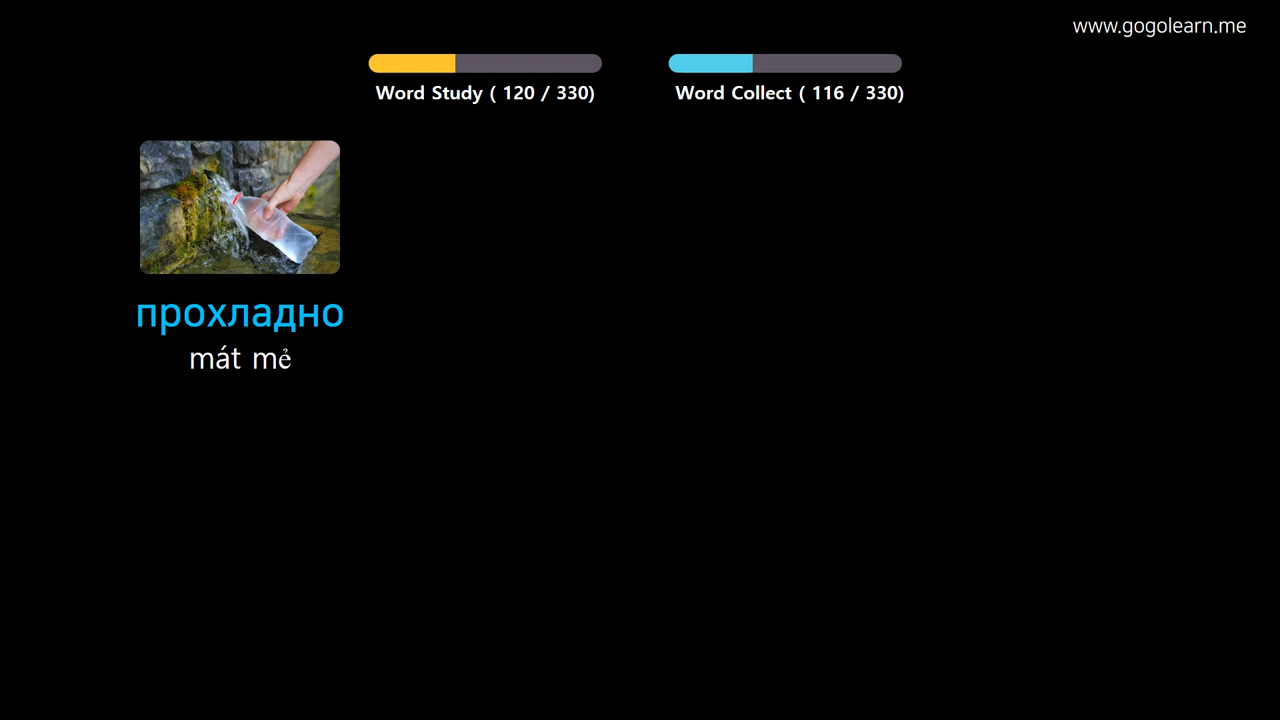 www.gogolearn.me
Word Study ( 120 / 330)
Word Collect ( 116 / 330)
прохладно
mát mẻ